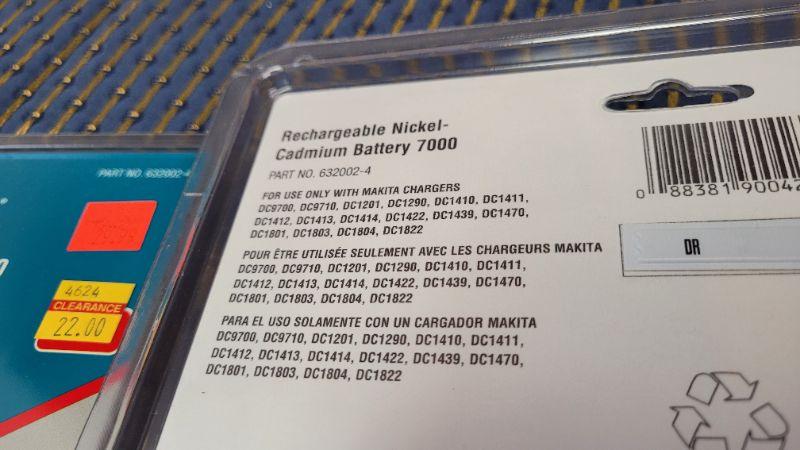 Rechargeable Nickel-
Cadmium Battery 7000
PART NO. 632002-4
FOR USE ONLY WITH MAKITA CHARGERS
DC9700, DC9710, DC1201, DC1290, DC1410, DC1411,
DC1412, DC1413, DC1414, DC1422, DC1439, DC1470,
DC1801, DC1803, DC1804, DC1822
POUR ÊTRE UTILISÉE SEULEMENT AVEC LES CHARGEURS MAKITA
DC9700, DC9710, DC1201, DC1290, DC1410, DC1411,
DC1412, DC1413, DC1414, DC1422, DC1439, DC1470,
DC1801, DC1803, DC1804, DC1822
PARA EL USO SOLAMENTE CON UN CARGADOR MAKITA
DC9700, DC9710, DC1201, DC1290, DC1410, DC1411,
DC1412, DC1413, DC1414, DC1422, DC1439, DC1470,
DC1801, DC1803, DC1804, DC1822
0 88381 90042
DR
PART NO. 632002-4
4624
CLEARANCE
22.00